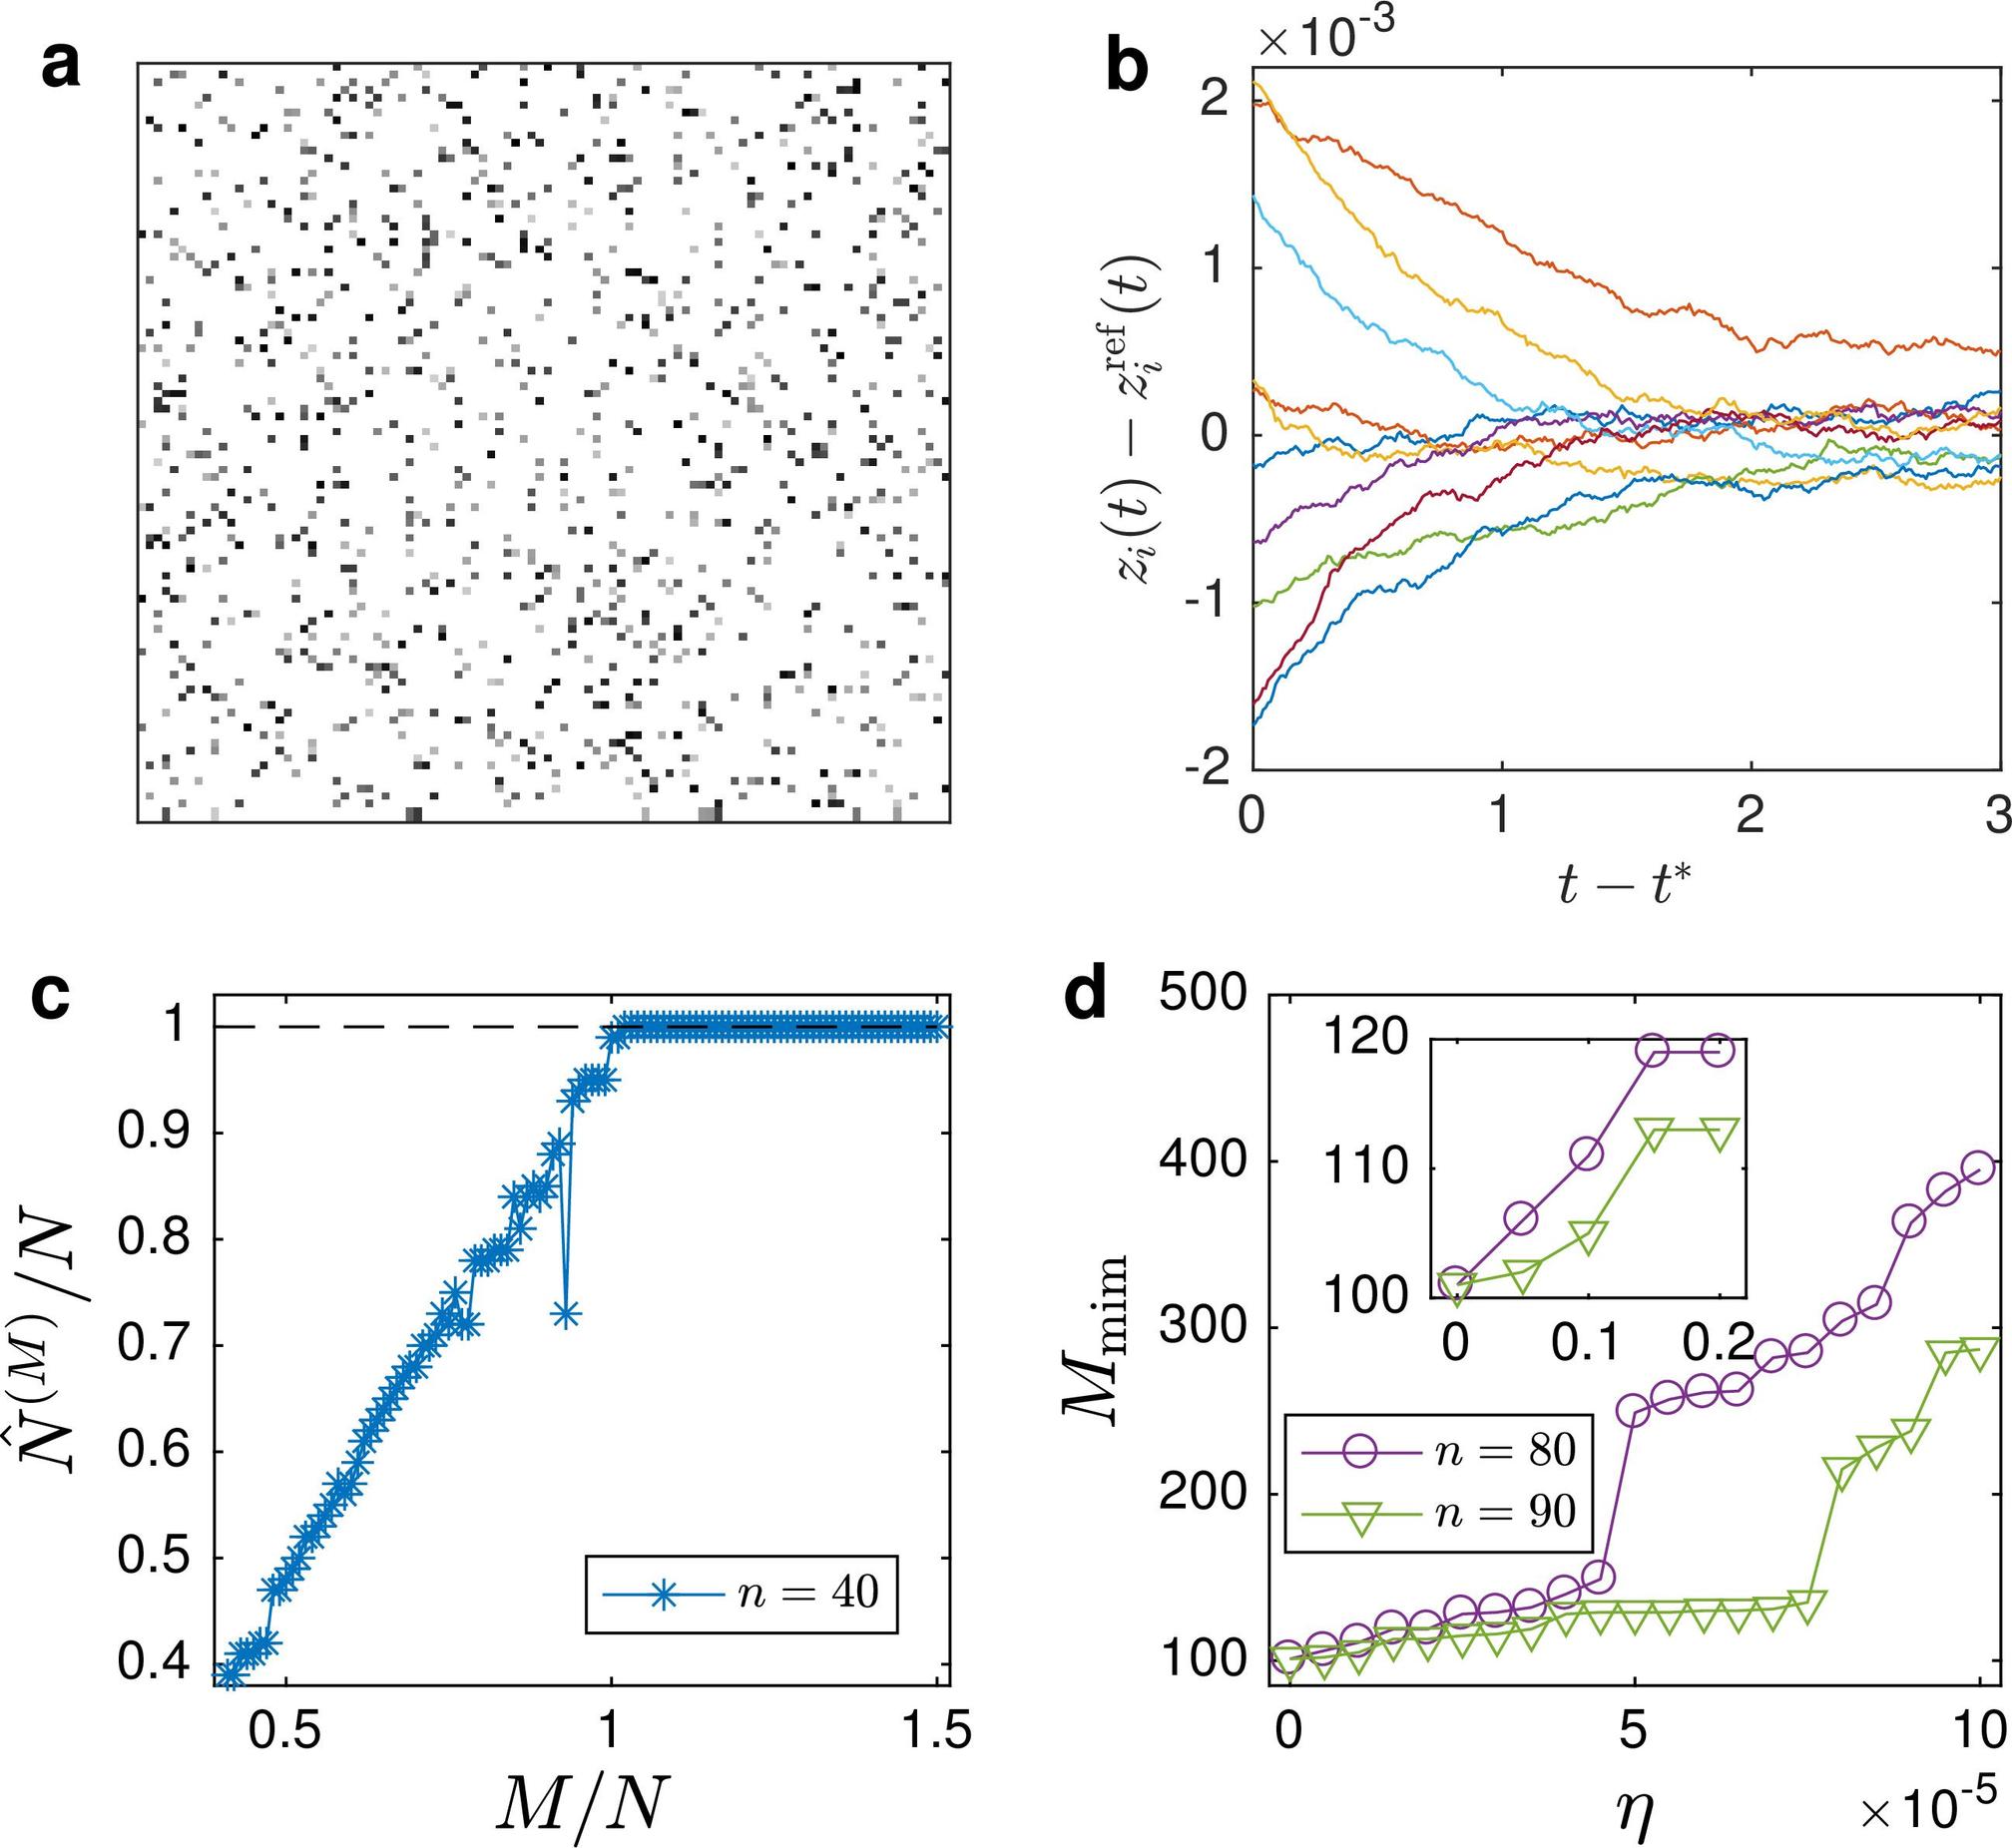 a
b
×10⁻³
2
1
0
-1
-2
z_i(t) − z_i^ref(t)
0 1 2 3
t − t*
c
1
0.9
0.8
0.7
0.6
0.5
0.4
N̂^(M)/N
n = 40
0.5 1 1.5
M/N
d
500
400
300
200
100
M_mim
120
110
100
0 0.1 0.2
n = 80
n = 90
0 5 10
η
×10⁻⁵